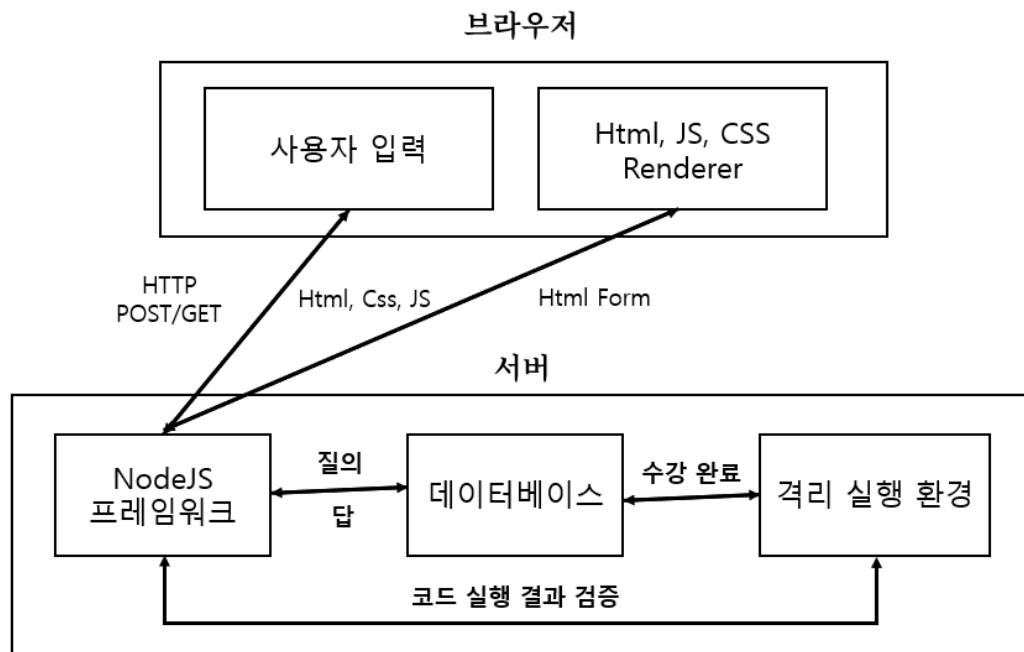 브라우저
사용자 입력
Html, JS, CSS
Renderer
HTTP
POST/GET
Html, Css, JS
Html Form
서버
NodeJS
프레임워크
질의
답
데이터베이스
수강 완료
격리 실행 환경
코드 실행 결과 검증